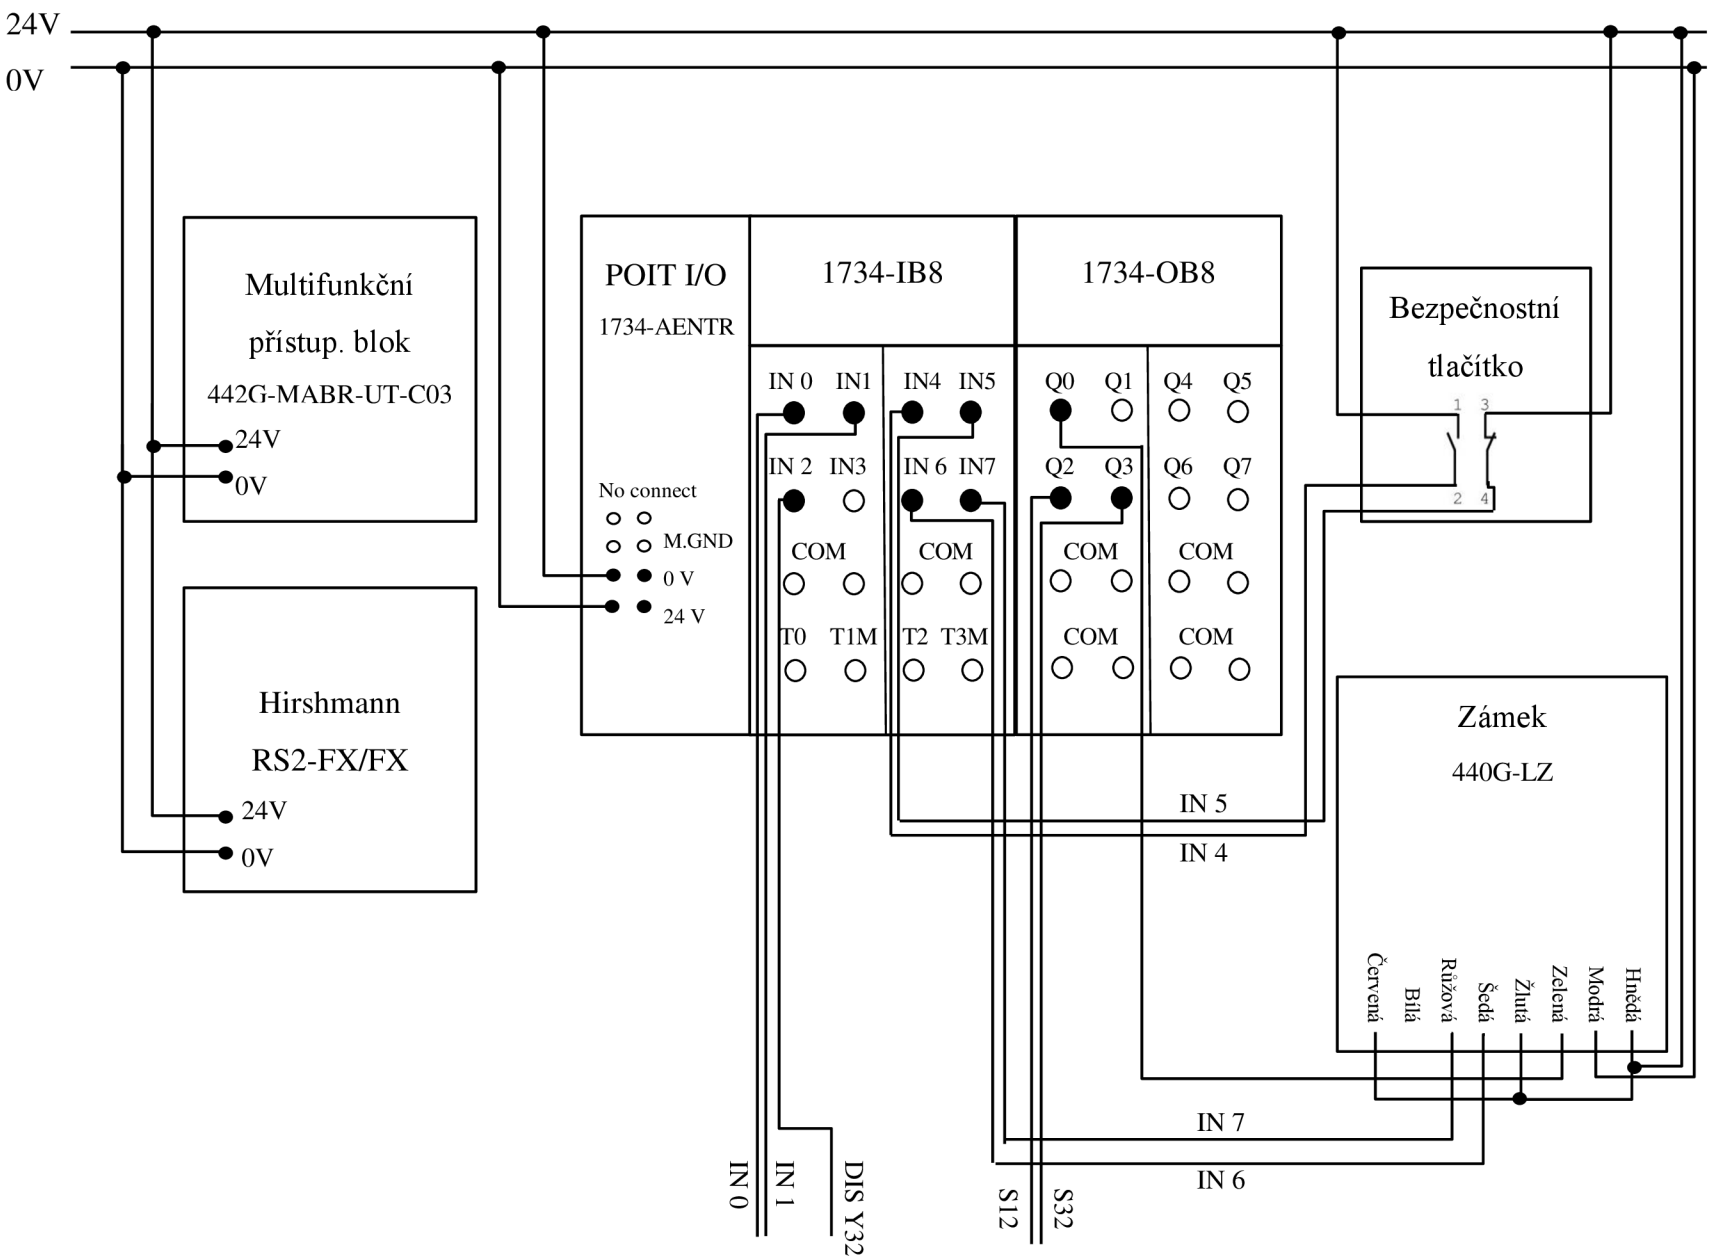 24V
0V
Multifunkční
přístup. blok
442G-MABR-UT-C03
24V
0V
Hirshmann
RS2-FX/FX
24V
0V
POIT I/O
1734-AENTR
No connect
M.GND
0 V
24 V
1734-IB8
IN 0 IN1 IN4 IN5
IN 2 IN3 IN 6 IN7
COM COM
T0 T1M T2 T3M
1734-OB8
Q0 Q1 Q4 Q5
Q2 Q3 Q6 Q7
COM COM
COM COM
Bezpečnostní
tlačítko
1 3
2 4
Zámek
440G-LZ
Červená
Bílá
Růžová
Šedá
Žlutá
Zelená
Modrá
Hnědá
IN 5
IN 4
IN 7
IN 6
IN 0
IN 1
DIS Y32
S12
S32